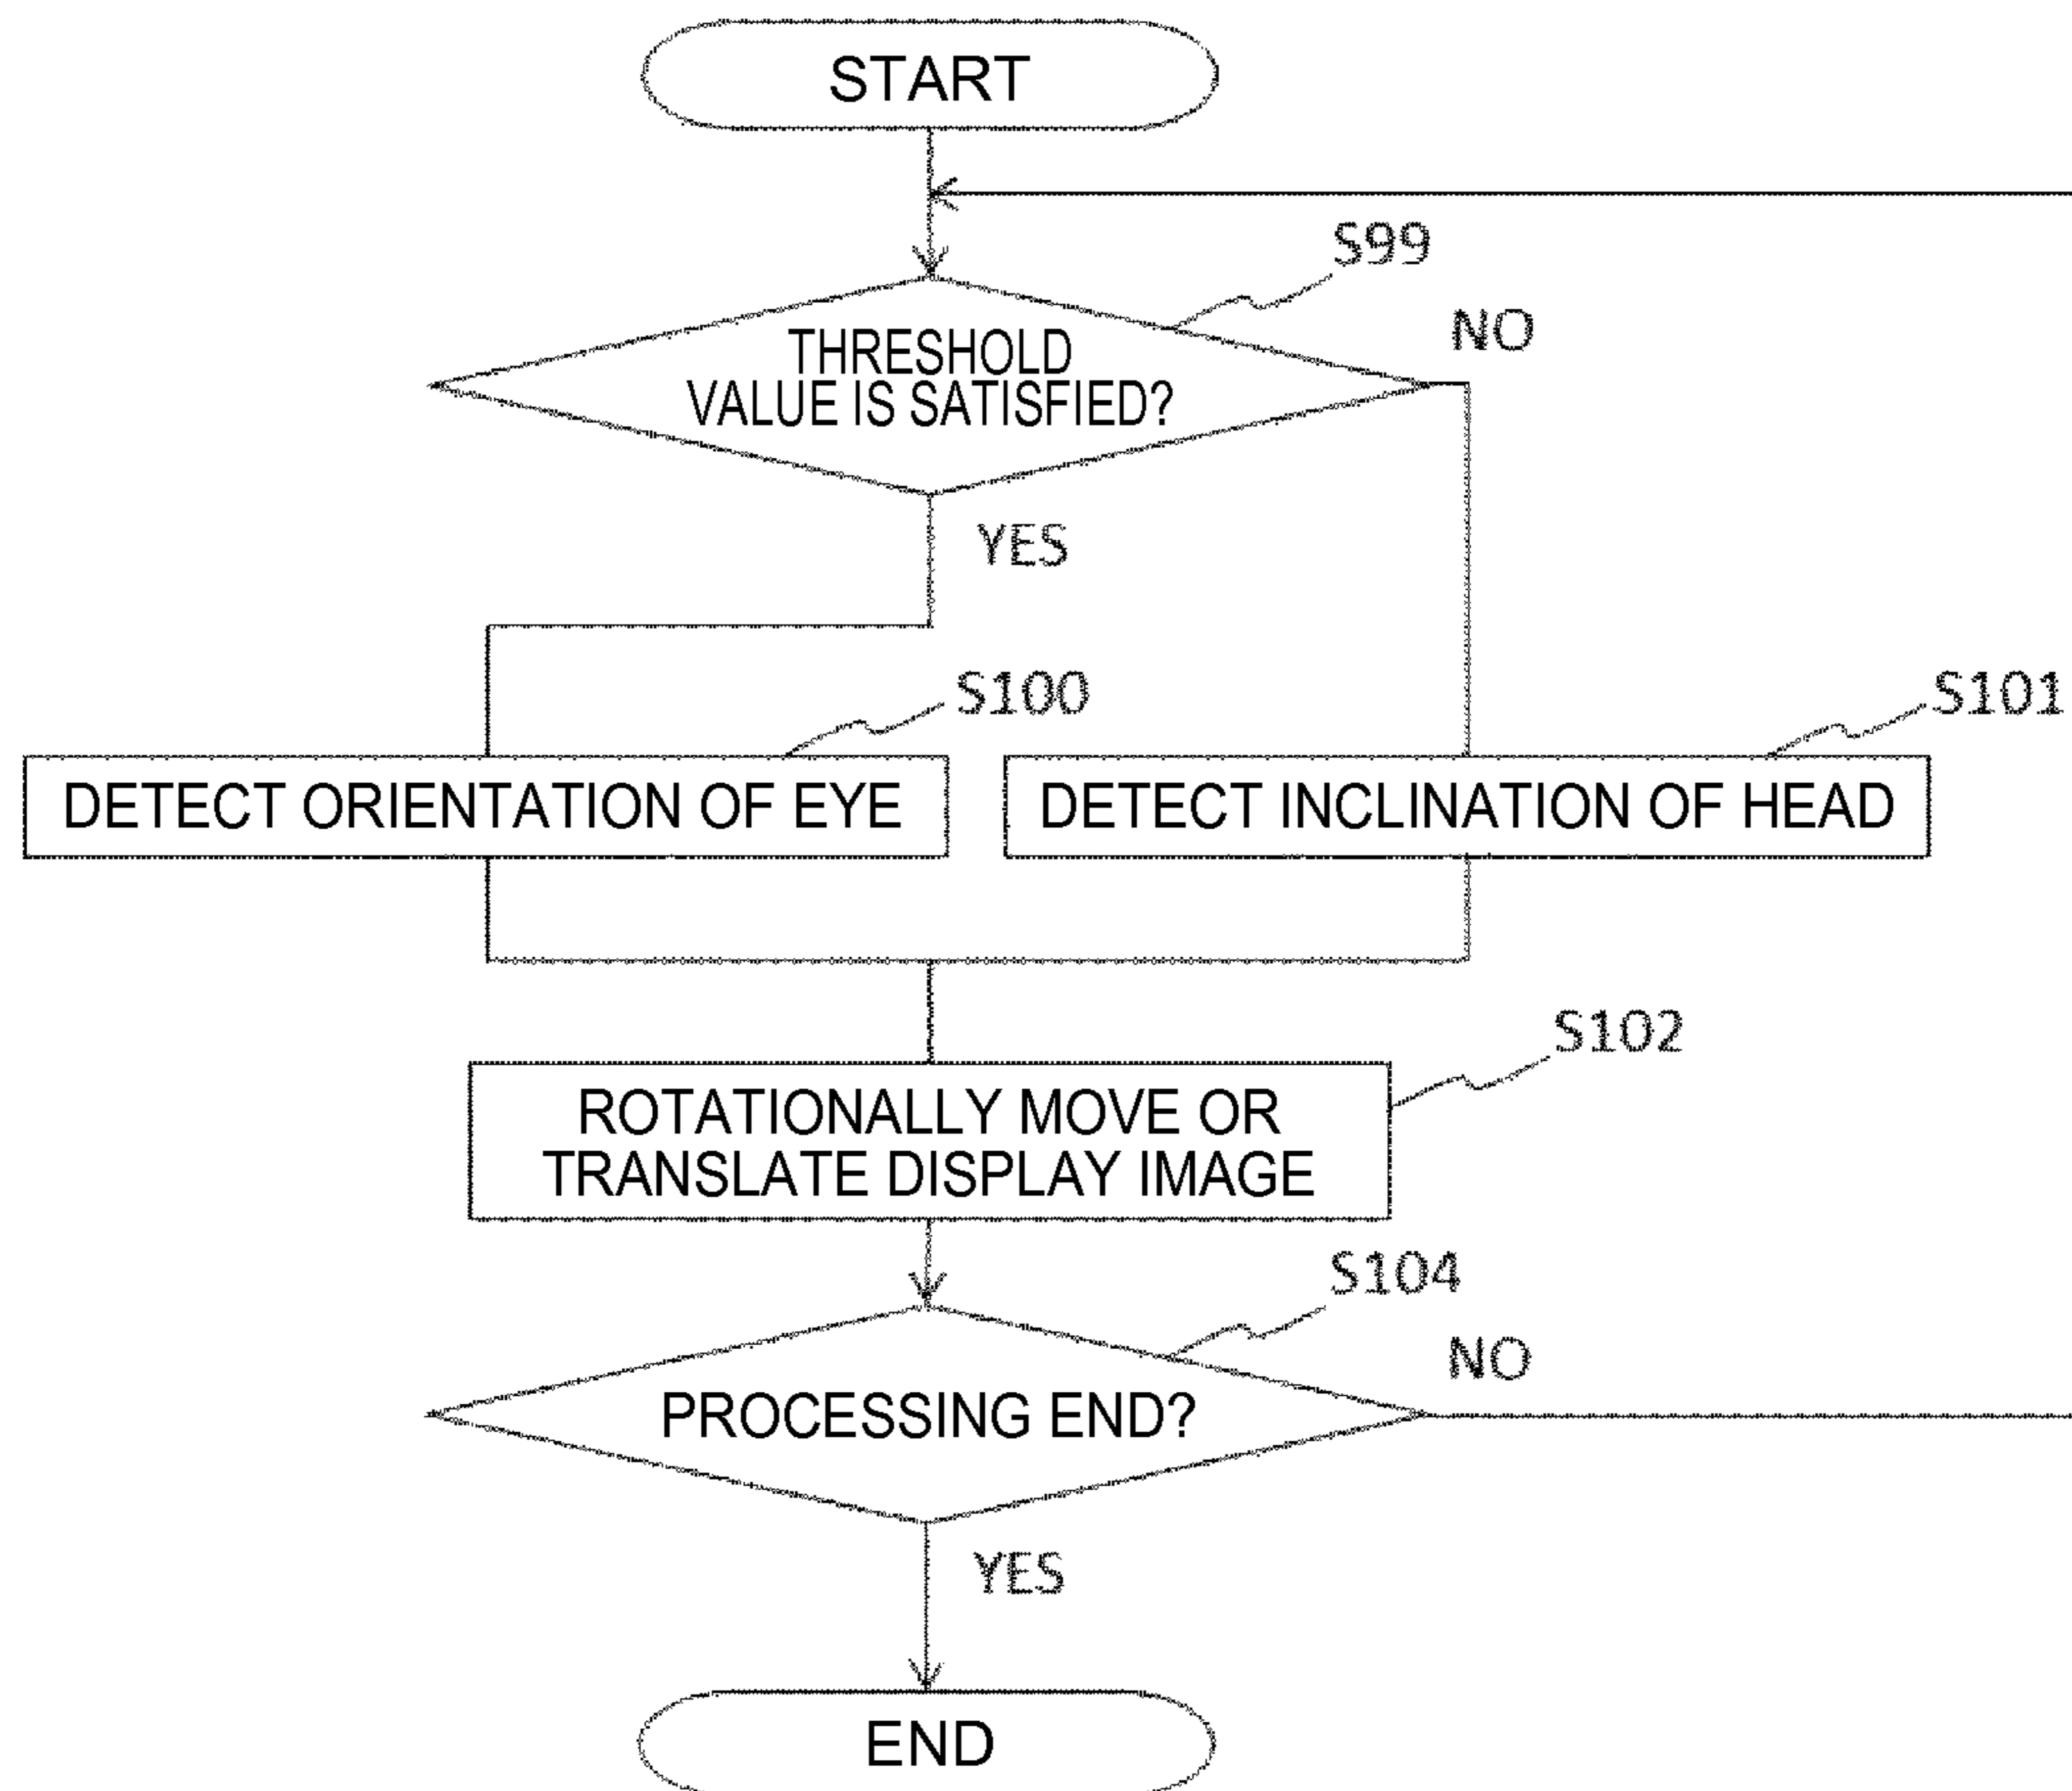 START
S99
THRESHOLD
VALUE IS SATISFIED?
NO
YES
S100
S101
DETECT ORIENTATION OF EYE
DETECT INCLINATION OF HEAD
S102
ROTATIONALLY MOVE OR
TRANSLATE DISPLAY IMAGE
S104
NO
PROCESSING END?
YES
END